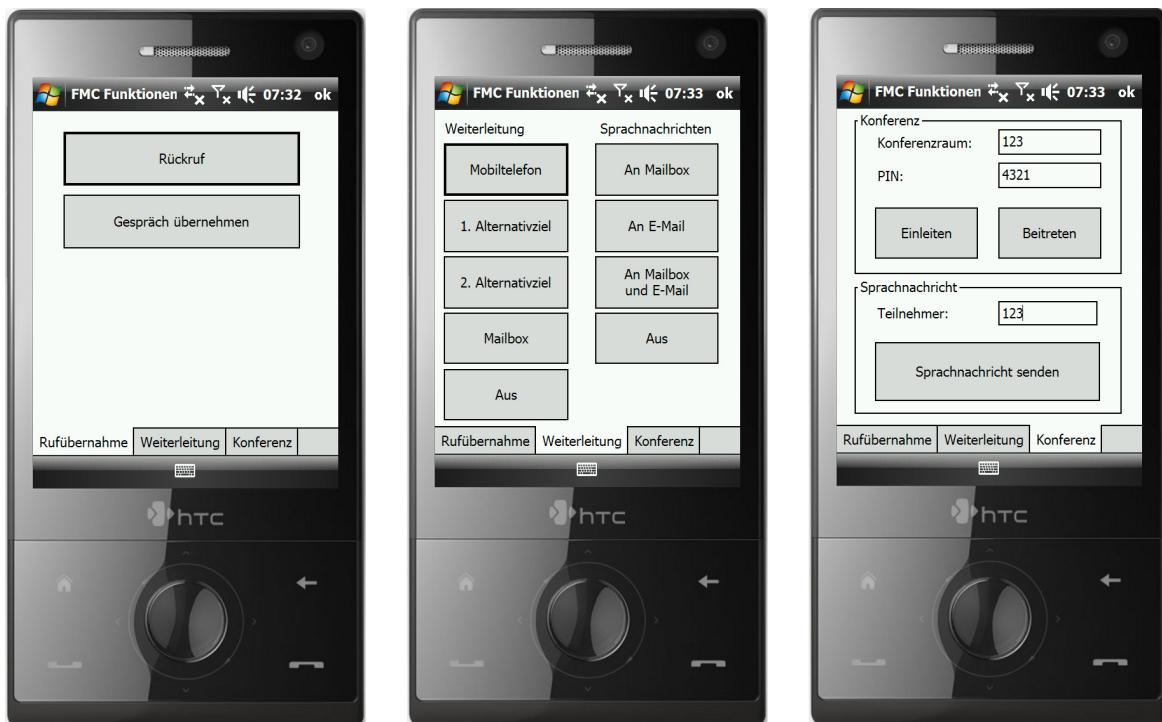 FMC Funktionen 07:32 ok
Rückruf
Gespräch übernehmen
Rufübernahme Weiterleitung Konferenz
hTC
FMC Funktionen 07:33 ok
Weiterleitung Sprachnachrichten
Mobiltelefon An Mailbox
1. Alternativziel An E-Mail
2. Alternativziel An Mailbox
und E-Mail
Mailbox Aus
Aus
Rufübernahme Weiterleitung Konferenz
hTC
FMC Funktionen 07:33 ok
Konferenz
Konferenzraum: 123
PIN: 4321
Einleiten Beitreten
Sprachnachricht
Teilnehmer: 123
Sprachnachricht senden
Rufübernahme Weiterleitung Konferenz
hTC